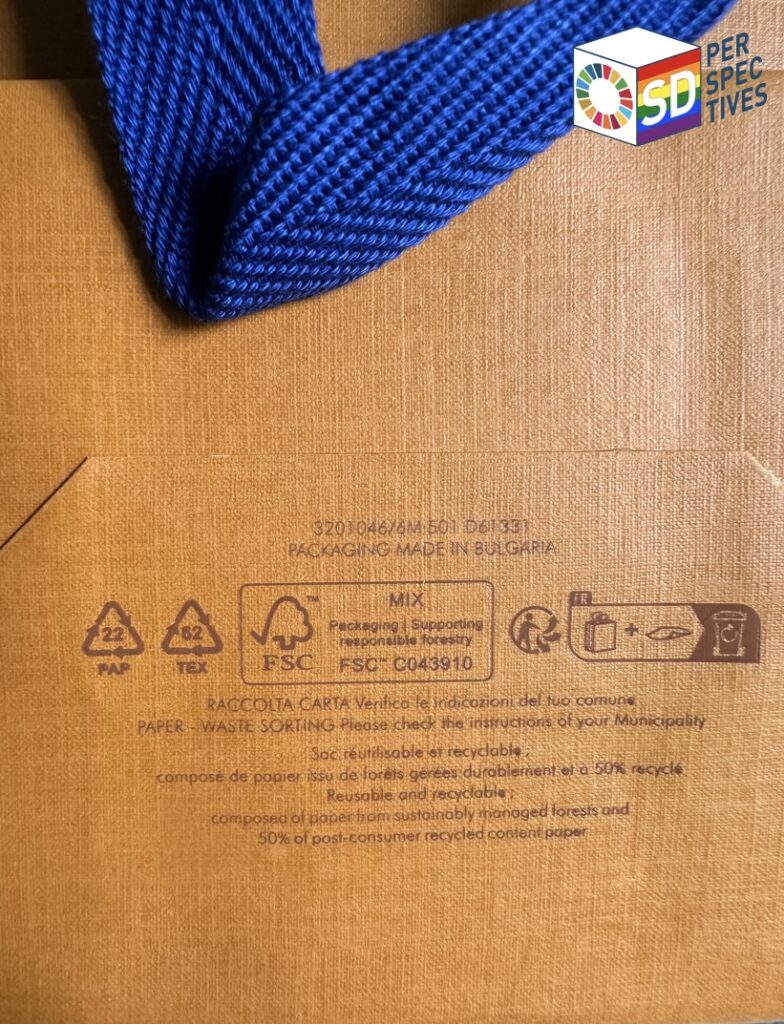 SD
PER
SPEC
TIVES
3201046/6M 501 D61331
PACKAGING MADE IN BULGARIA
22
PAP
62
TEX
FSC™
MIX
Packaging | Supporting
responsible forestry
FSC™ C043910
FR
+
RACCOLTA CARTA Verifica le indicazioni del tuo comune
PAPER - WASTE SORTING Please check the instructions of your Municipality
Sac réutilisable et recyclable ;
composé de papier issu de forêts gérées durablement et à 50% recyclé
Reusable and recyclable ;
composed of paper from sustainably managed forests and
50% of post-consumer recycled content paper